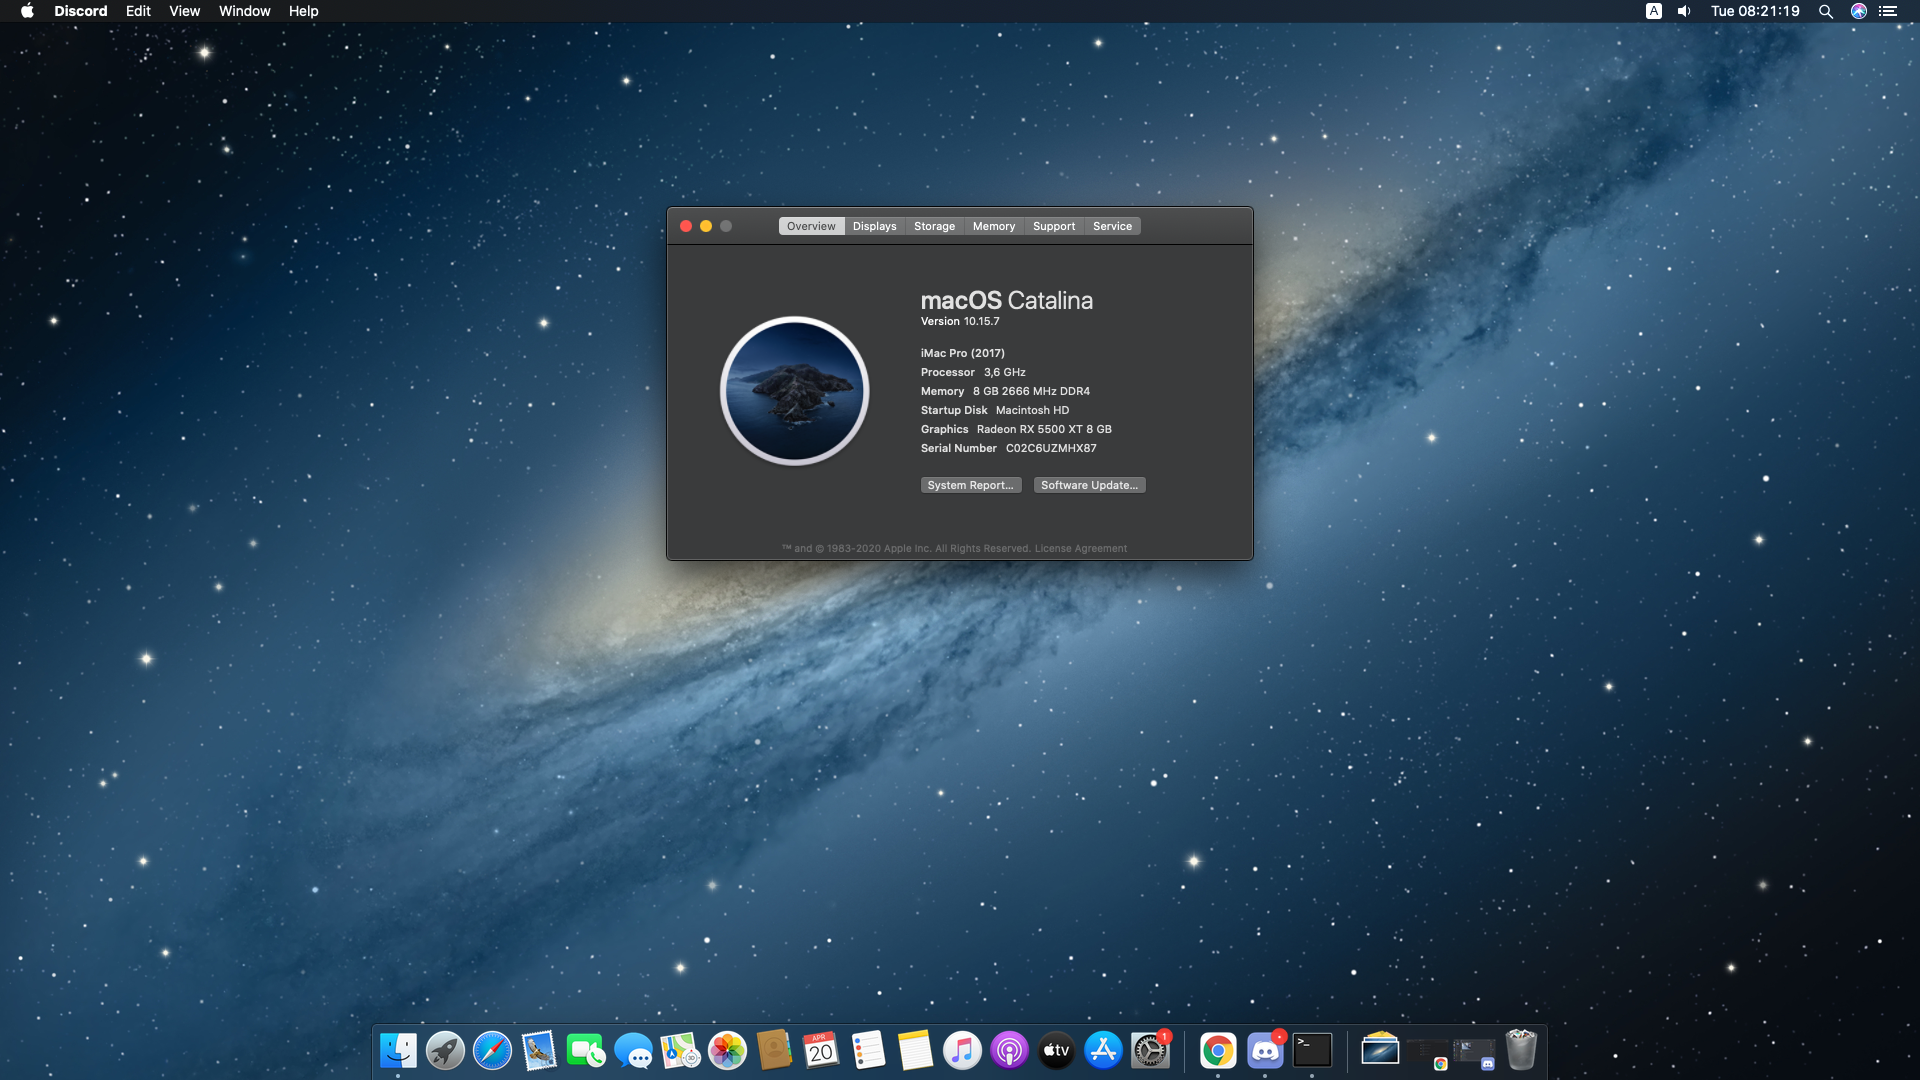 Discord Edit View Window Help
A Tue 08:21:19
Overview Displays Storage Memory Support Service
macOS Catalina
Version 10.15.7
iMac Pro (2017)
Processor 3,6 GHz
Memory 8 GB 2666 MHz DDR4
Startup Disk Macintosh HD
Graphics Radeon RX 5500 XT 8 GB
Serial Number C02C6UZMHX87
System Report... Software Update...
™ and © 1983-2020 Apple Inc. All Rights Reserved. License Agreement
3D
APR
20
tv
1
>_